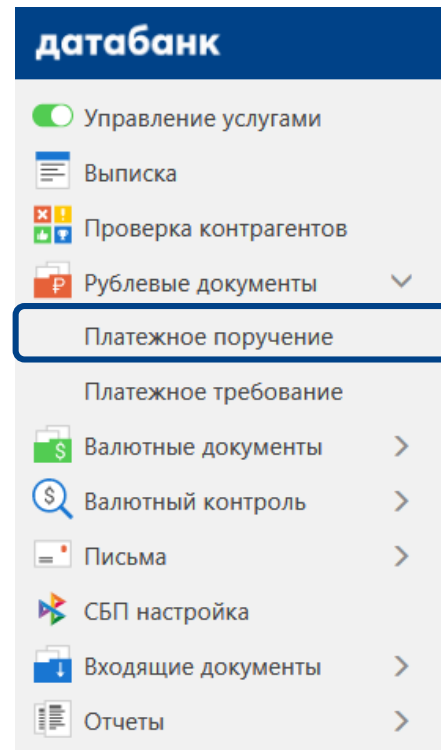 датабанк
Управление услугами
Выписка
Проверка контрагентов
Рублевые документы
Платежное поручение
Платежное требование
Валютные документы
Валютный контроль
Письма
СБП настройка
Входящие документы
Отчеты